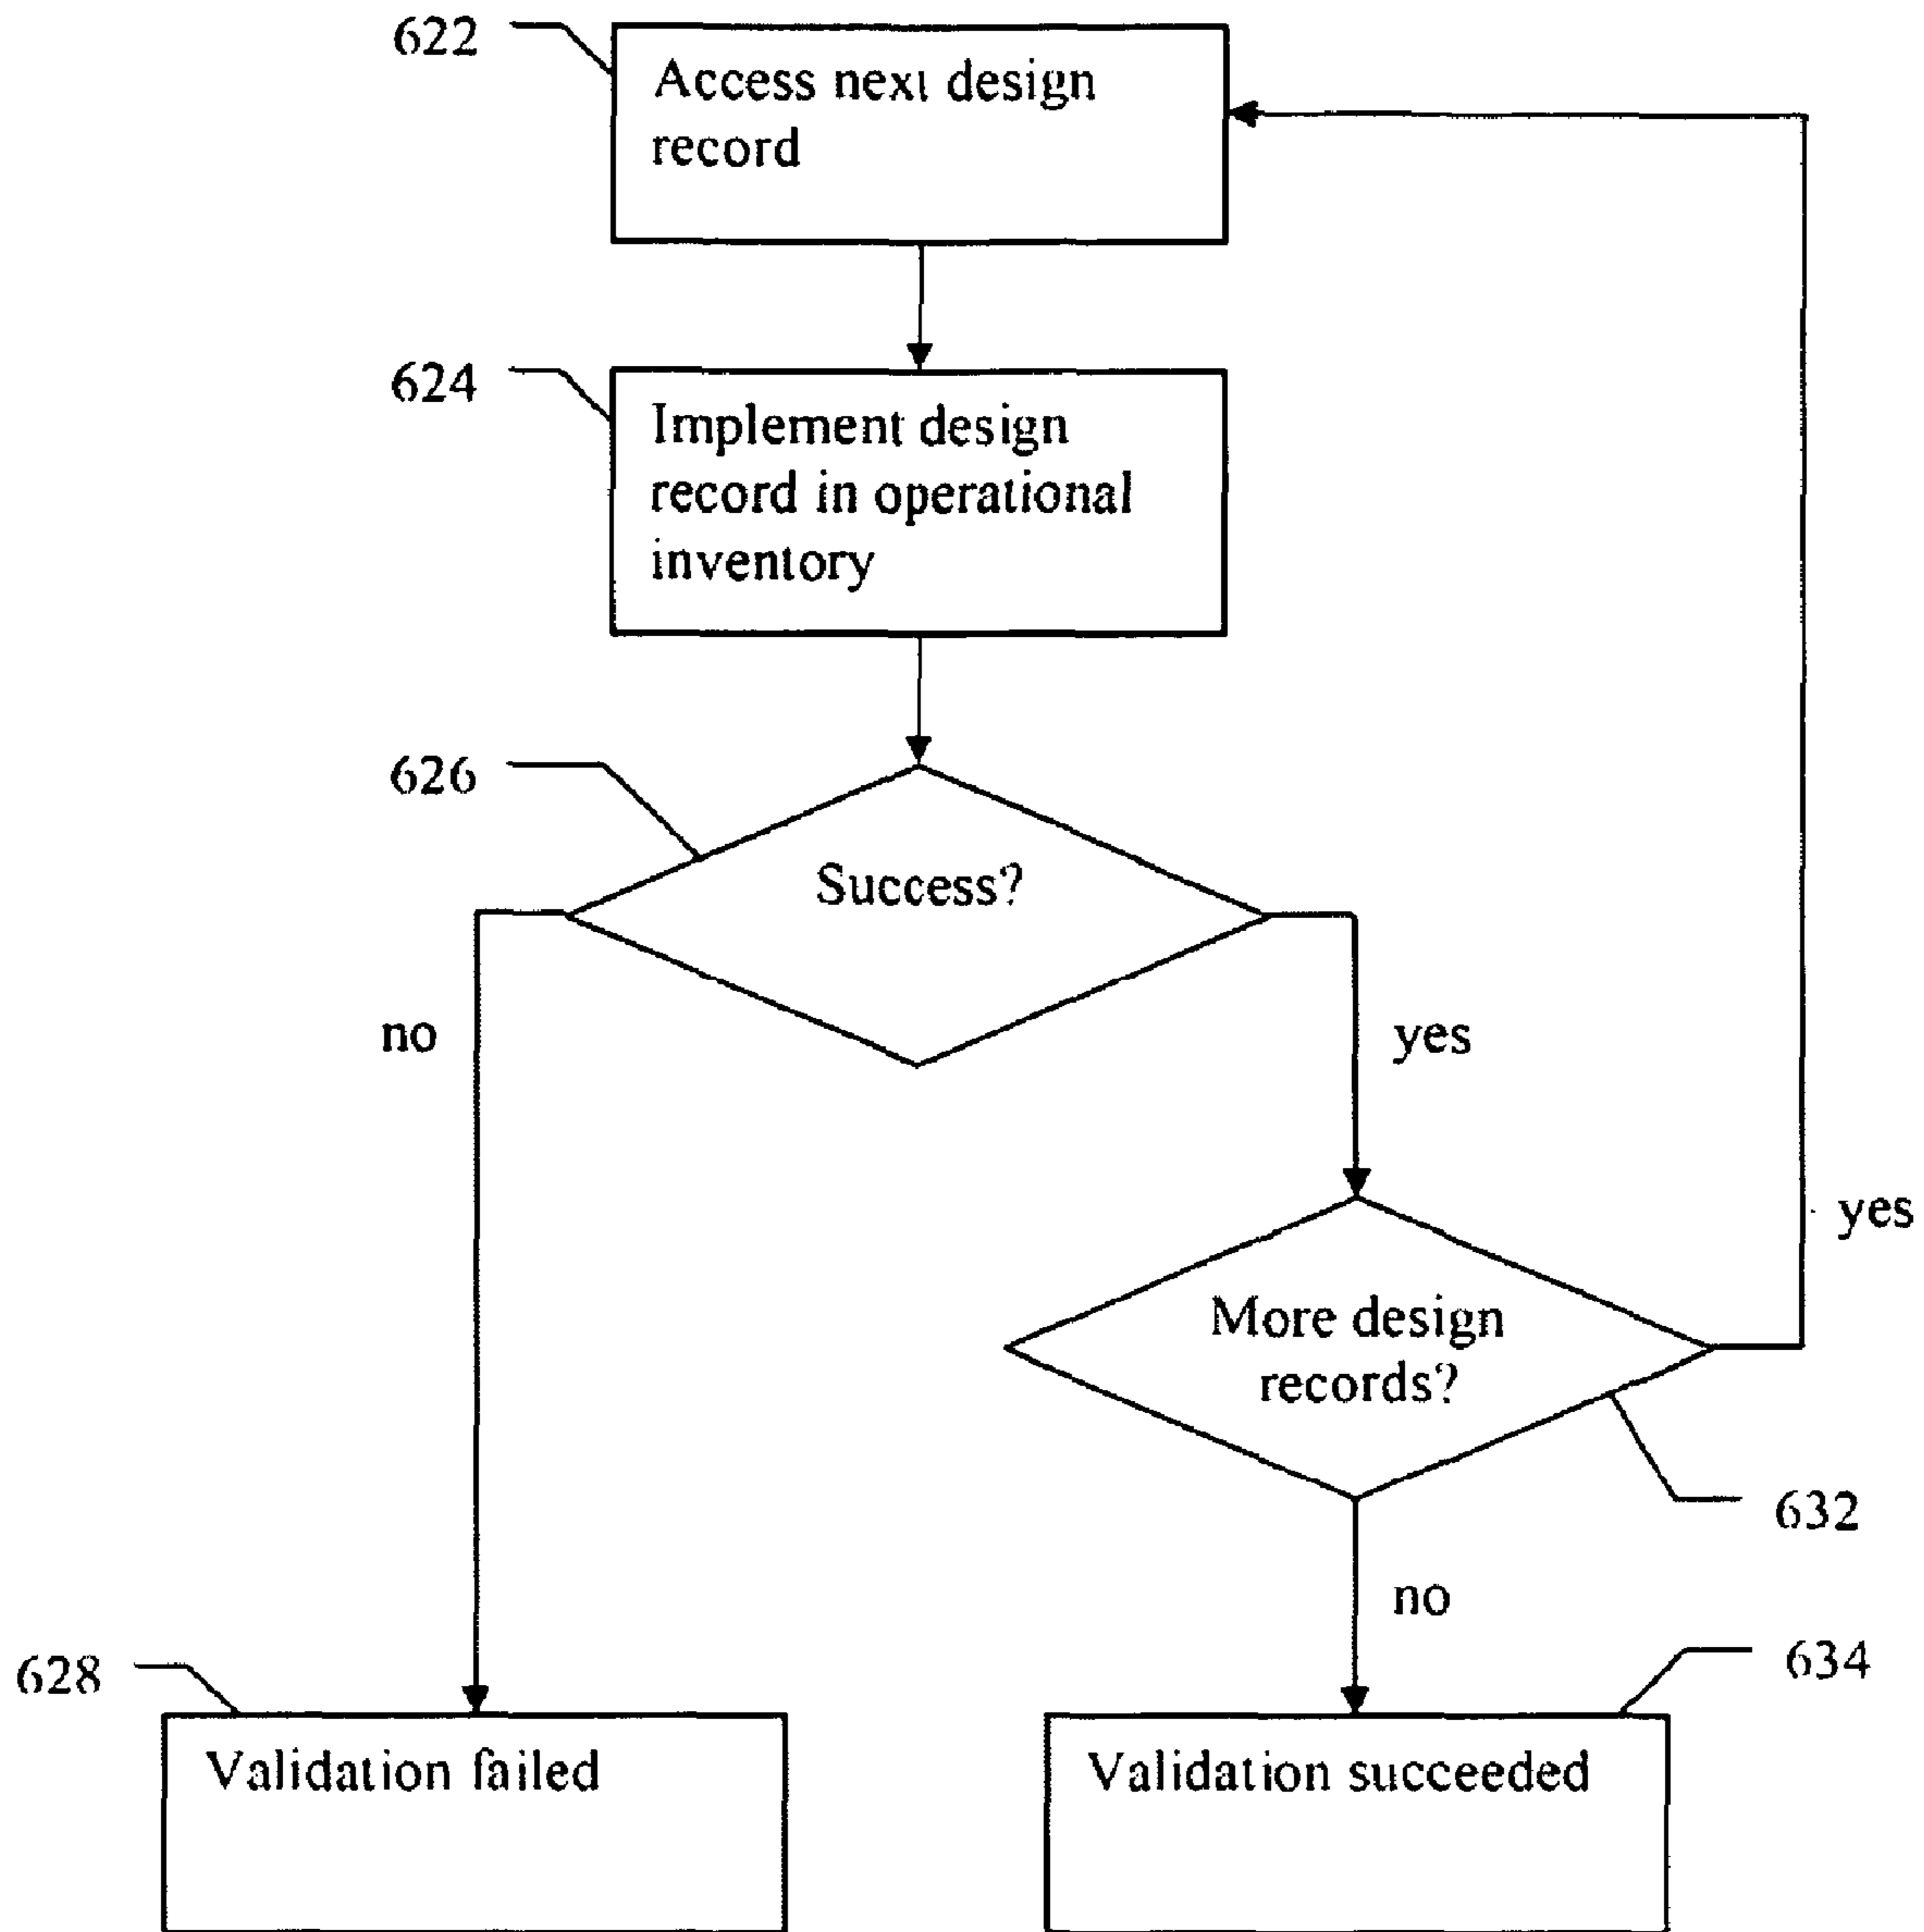 622
Access next design
record
624
Implement design
record in operational
inventory
626
Success?
no
yes
yes
More design
records?
632
no
628
634
Validation failed
Validation succeeded